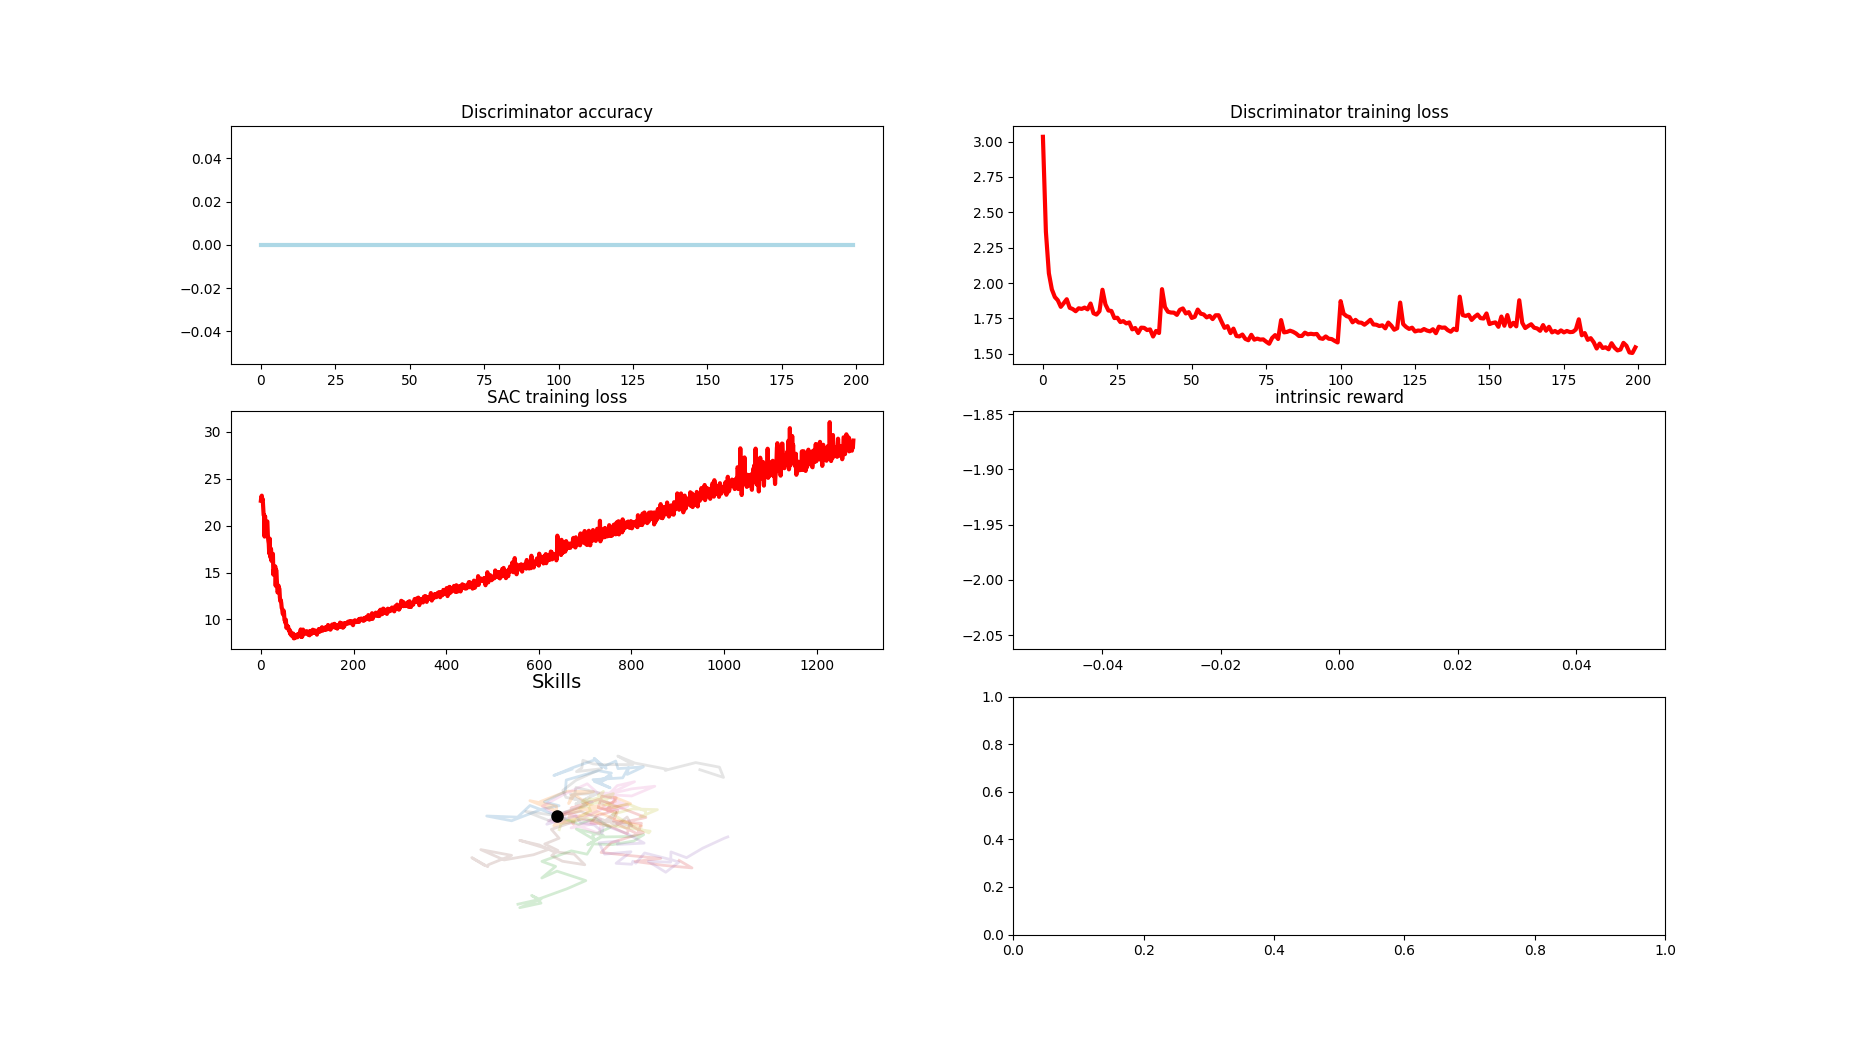 Discriminator accuracy
0.04
0.02
0.00
−0.02
−0.04
0 25 50 75 100 125 150 175 200
Discriminator training loss
3.00
2.75
2.50
2.25
2.00
1.75
1.50
0 25 50 75 100 125 150 175 200
SAC training loss
30
25
20
15
10
0 200 400 600 800 1000 1200
intrinsic reward
−1.85
−1.90
−1.95
−2.00
−2.05
−0.04 −0.02 0.00 0.02 0.04
Skills
1.0
0.8
0.6
0.4
0.2
0.0
0.0 0.2 0.4 0.6 0.8 1.0